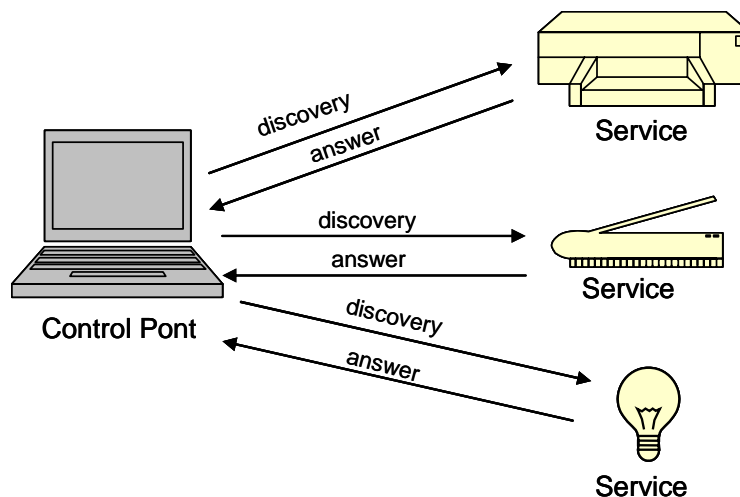 discovery
answer
Service
discovery
answer
Service
Control Pont
discovery
answer
Service